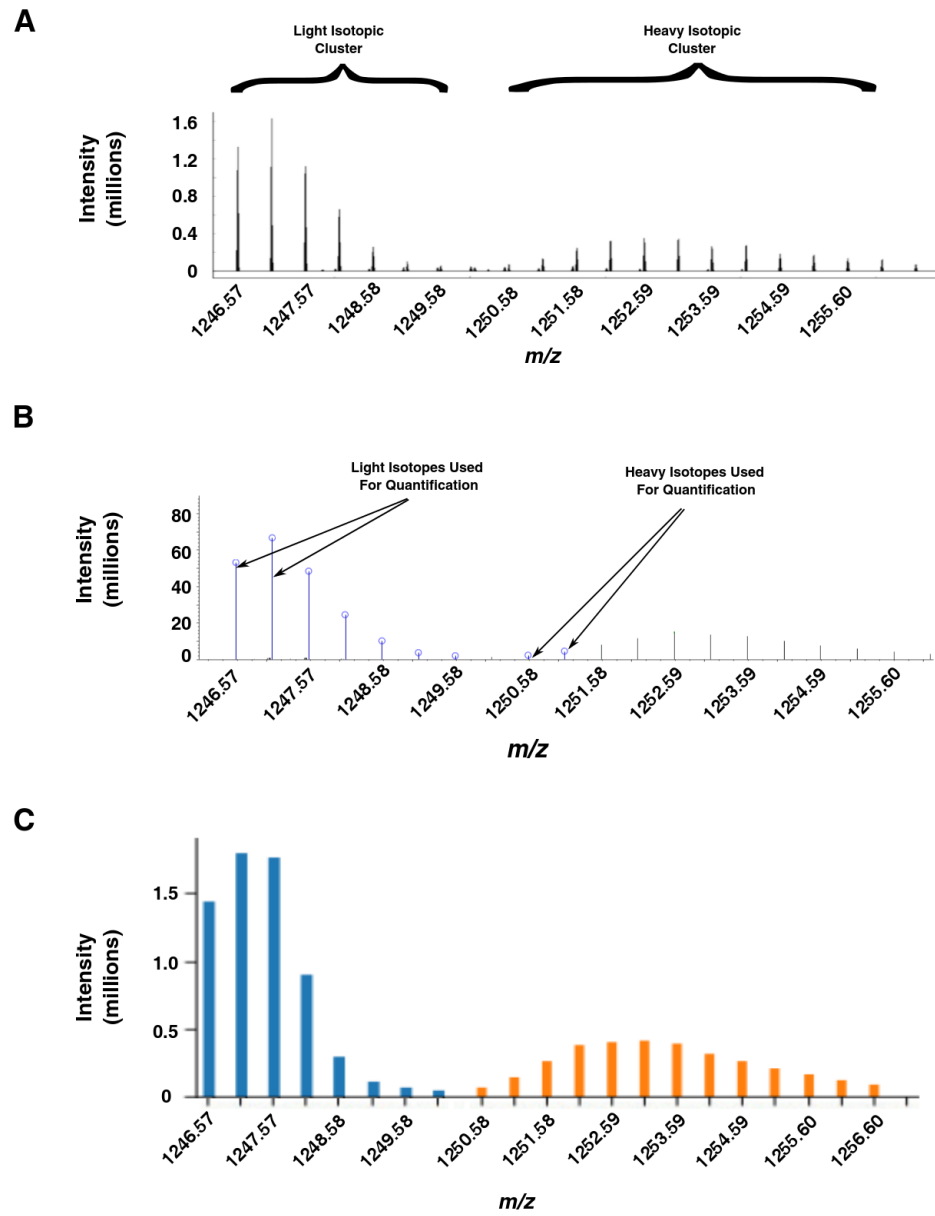 A
Light Isotopic
Cluster
Heavy Isotopic
Cluster
Intensity
(millions)
1.6
1.2
0.8
0.4
0
1246.57
1247.57
1248.58
1249.58
1250.58
1251.58
1252.59
1253.59
1254.59
1255.60
m/z
B
Light Isotopes Used
For Quantification
Heavy Isotopes Used
For Quantification
Intensity
(millions)
80
60
40
20
0
1246.57
1247.57
1248.58
1249.58
1250.58
1251.58
1252.59
1253.59
1254.59
1255.60
m/z
C
Intensity
(millions)
1.5
1.0
0.5
0
1246.57
1247.57
1248.58
1249.58
1250.58
1251.58
1252.59
1253.59
1254.59
1255.60
1256.60
m/z